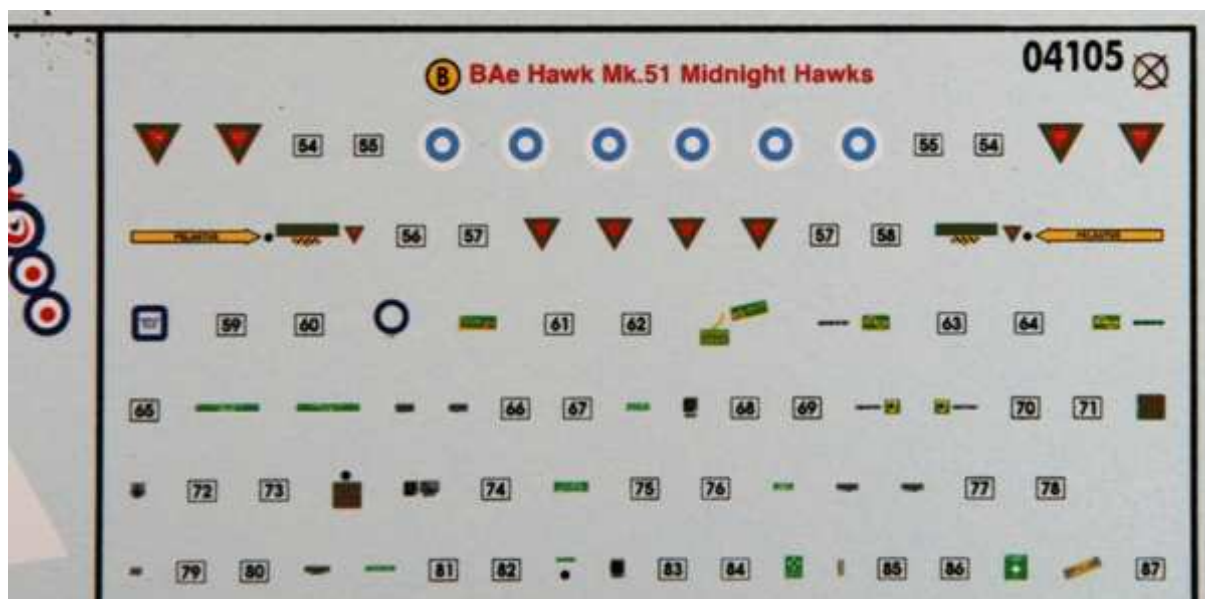 04105
B BAe Hawk Mk.51 Midnight Hawks
54 55 55 54
PELASTUS 56 57 57 58 PELASTUS
59 60 61 62 63 64
65 66 67 68 69 70 71
72 73 74 75 76 77 78
79 80 81 82 83 84 85 86 87